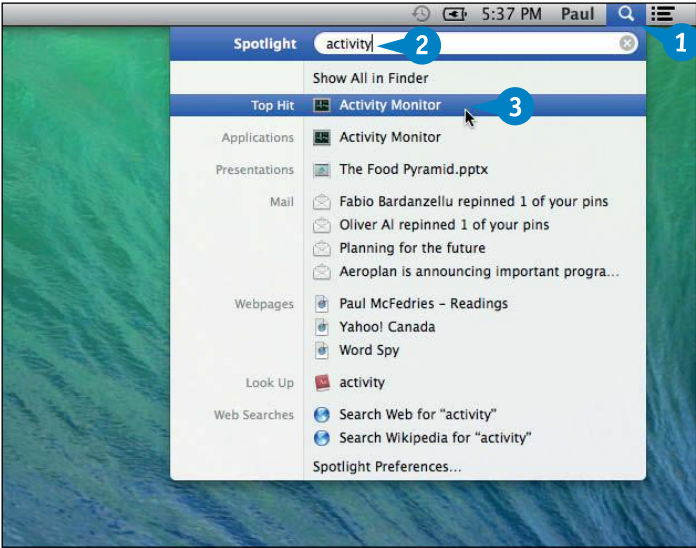 5:37 PM Paul
1
Spotlight activity 2
Show All in Finder
Top Hit Activity Monitor 3
Applications Activity Monitor
Presentations The Food Pyramid.pptx
Mail Fabio Bardanzellu repinned 1 of your pins
Oliver Al repinned 1 of your pins
Planning for the future
Aeroplan is announcing important progra...
Webpages Paul McFedries – Readings
Yahoo! Canada
Word Spy
Look Up activity
Web Searches Search Web for “activity”
Search Wikipedia for “activity”
Spotlight Preferences...